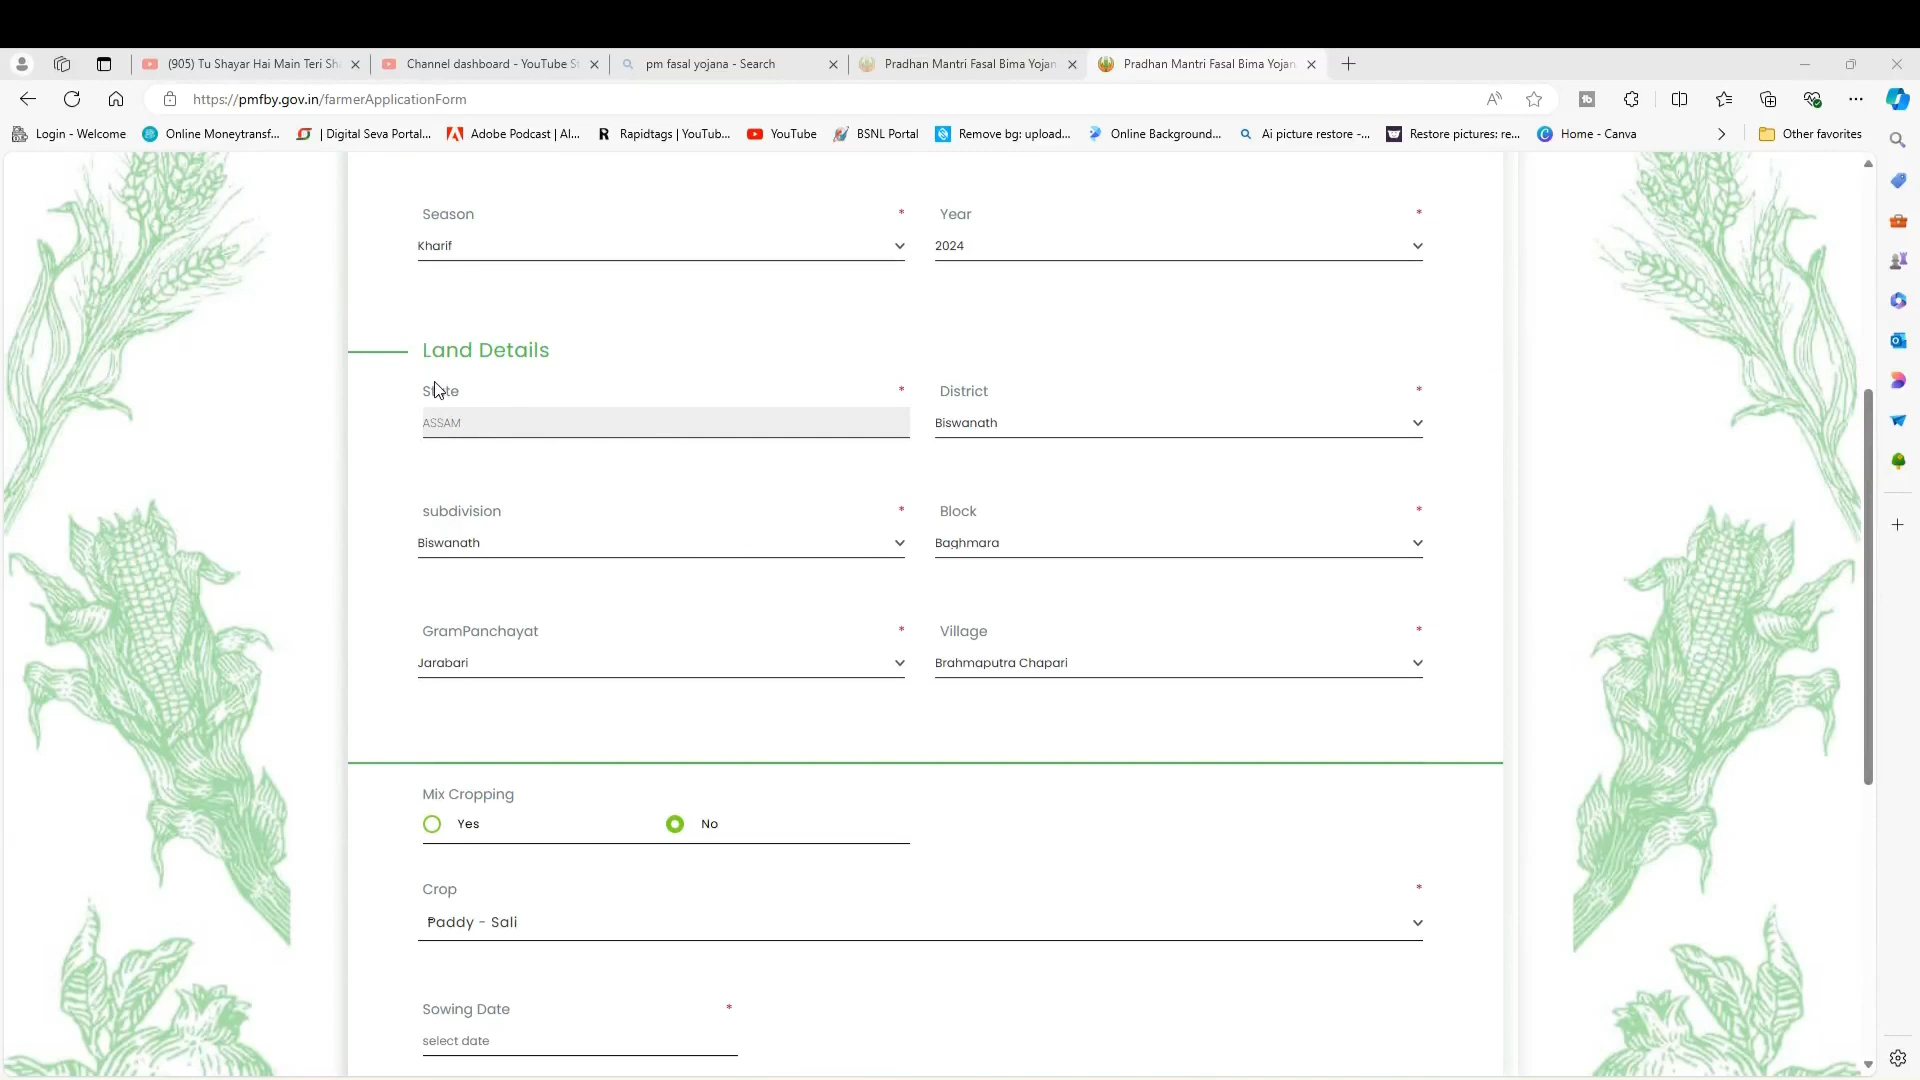 (905) Tu Shayar Hai Main Teri Sh
Channel dashboard - YouTube St
pm fasal yojana - Search
Pradhan Mantri Fasal Bima Yojan
Pradhan Mantri Fasal Bima Yojan
https://pmfby.gov.in/farmerApplicationForm
Login - Welcome
Online Moneytransf...
| Digital Seva Portal...
Adobe Podcast | AI...
Rapidtags | YouTub...
YouTube
BSNL Portal
Remove bg: upload...
Online Background...
Ai picture restore -...
Restore pictures: re...
Home - Canva
Other favorites
Season *
Year *
Kharif
2024
Land Details
State *
District *
ASSAM
Biswanath
subdivision *
Block *
Biswanath
Baghmara
GramPanchayat *
Village *
Jarabari
Brahmaputra Chapari
Mix Cropping
Yes
No
Crop *
Paddy - Sali
Sowing Date *
select date